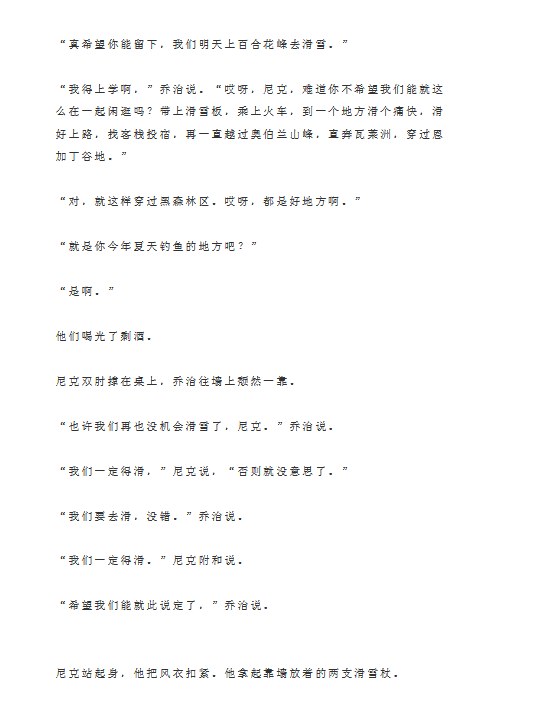 “真希望你能留下，我们明天上百合花峰去滑雪。”
“我得上学啊，”乔治说。“哎呀，尼克，难道你不希望我们能就这
么在一起闲逛吗？带上滑雪板，乘上火车，到一个地方滑个痛快，滑
好上路，找客栈投宿，再一直越过奥伯兰山峰，直奔瓦莱洲，穿过恩
加丁谷地。”
“对，就这样穿过黑森林区。哎呀，都是好地方啊。”
“就是你今年夏天钓鱼的地方吧？”
“是啊。”
他们喝光了剩酒。
尼克双肘撑在桌上，乔治往墙上颓然一靠。
“也许我们再也没机会滑雪了，尼克。”乔治说。
“我们一定得滑，”尼克说，“否则就没意思了。”
“我们要去滑，没错。”乔治说。
“我们一定得滑。”尼克附和说。
“希望我们能就此说定了，”乔治说。
尼克站起身，他把风衣扣紧。他拿起靠墙放着的两支滑雪杖。